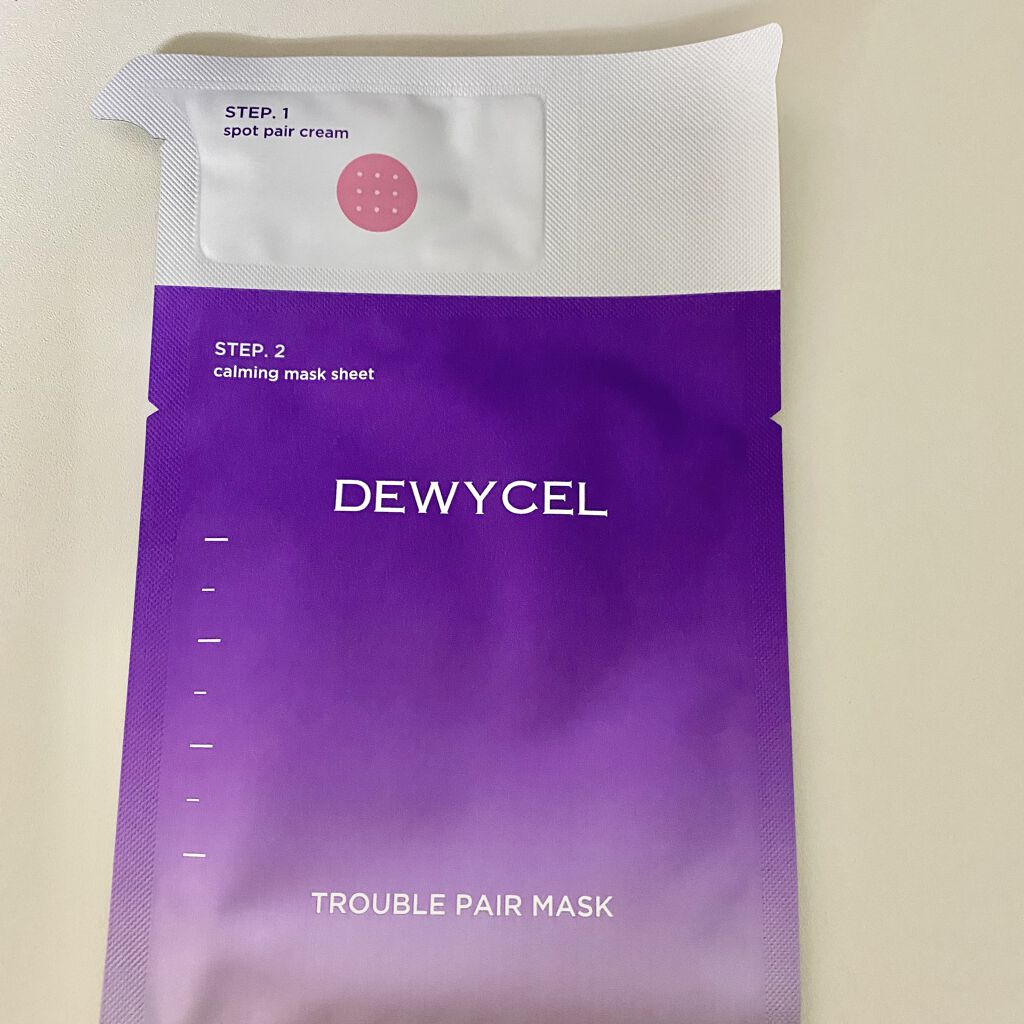 STEP. 1
spot pair cream
STEP. 2
calming mask sheet
DEWYCEL
TROUBLE PAIR MASK